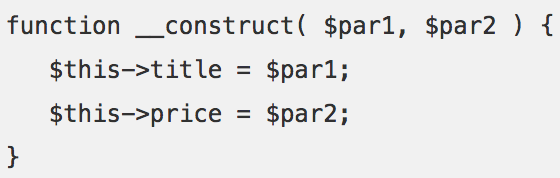 function __construct( $par1, $par2 ) {
   $this->title = $par1;
   $this->price = $par2;
}